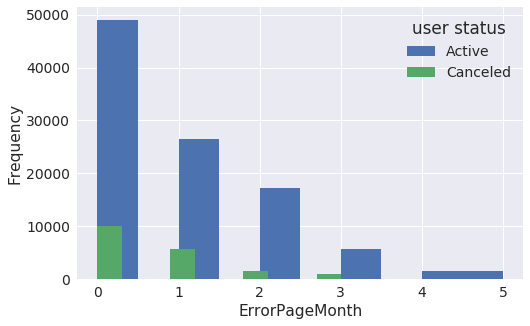 user status
Active
Canceled
50000
40000
30000
20000
10000
0
Frequency
0 1 2 3 4 5
ErrorPageMonth